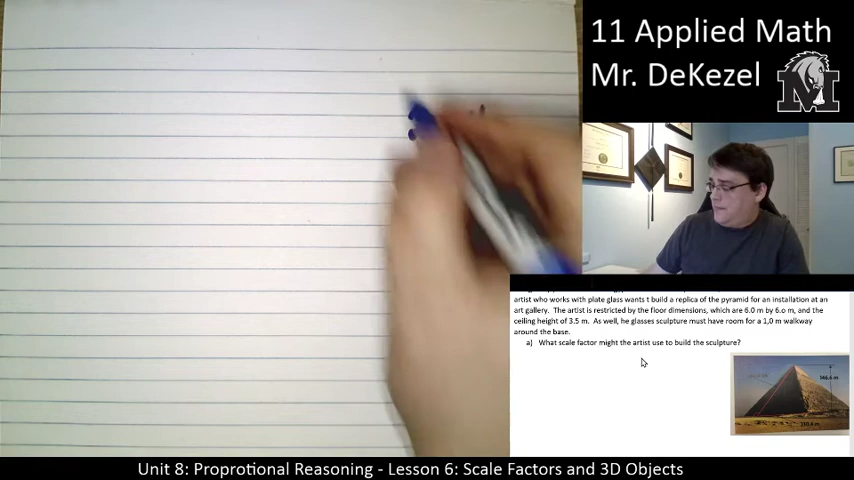 11 Applied Math
Mr. DeKezel
M
artist who works with plate glass wants t build a replica of the pyramid for an installation at an
art gallery.  The artist is restricted by the floor dimensions, which are 6.0 m by 6.o m, and the
ceiling height of 3.5 m.  As well, he glasses sculpture must have room for a 1,0 m walkway
around the base.
a) What scale factor might the artist use to build the sculpture?
146.6 m
Unit 8: Proprotional Reasoning - Lesson 6: Scale Factors and 3D Objects